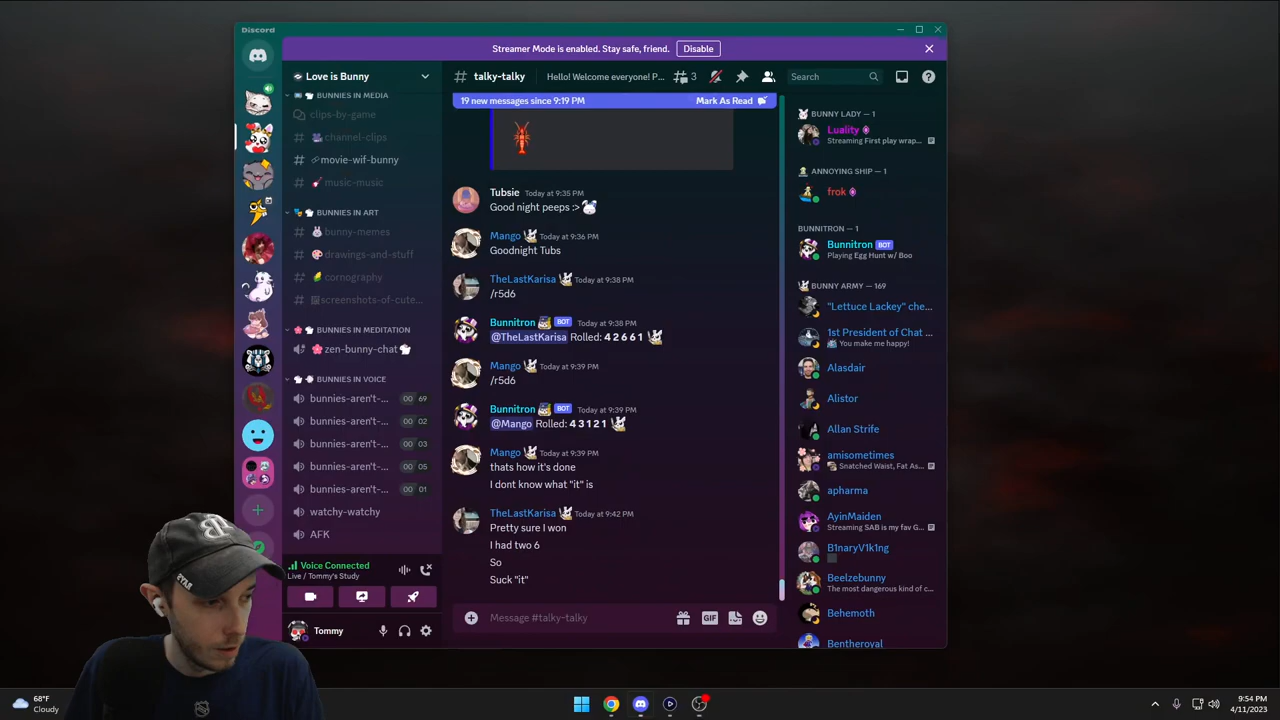 Discord
Streamer Mode is enabled. Stay safe, friend.
Disable
Love is Bunny
# talky-talky
Hello! Welcome everyone! P...
3
Search
BUNNIES IN MEDIA
clips-by-game
channel-clips
movie-wif-bunny
music-music
BUNNIES IN ART
bunny-memes
drawings-and-stuff
cornography
screenshots-of-cute...
BUNNIES IN MEDITATION
zen-bunny-chat
BUNNIES IN VOICE
bunnies-aren't-... 00 69
bunnies-aren't-... 00 02
bunnies-aren't-... 00 03
bunnies-aren't-... 00 05
bunnies-aren't-... 00 01
watchy-watchy
AFK
Voice Connected
Live / Tommy's Study
Tommy
19 new messages since 9:19 PM
Mark As Read
Tubsie Today at 9:35 PM
Good night peeps :>
Mango Today at 9:36 PM
Goodnight Tubs
TheLastKarisa Today at 9:38 PM
/r5d6
Bunnitron BOT Today at 9:38 PM
@TheLastKarisa Rolled: 4 2 6 6 1
Mango Today at 9:39 PM
/r5d6
Bunnitron BOT Today at 9:39 PM
@Mango Rolled: 4 3 1 2 1
Mango Today at 9:39 PM
thats how it's done
I dont know what "it" is
TheLastKarisa Today at 9:42 PM
Pretty sure I won
I had two 6
So
Suck "it"
Message #talky-talky
GIF
BUNNY LADY — 1
Luality
Streaming First play wrap...
ANNOYING SHIP — 1
frok
BUNNITRON — 1
Bunnitron BOT
Playing Egg Hunt w/ Boo
BUNNY ARMY — 169
"Lettuce Lackey" che...
1st President of Chat ...
You make me happy!
Alasdair
Alistor
Allan Strife
amisometimes
Snatched Waist, Fat As...
apharma
AyinMaiden
Streaming SAB is my fav G...
B1naryV1k1ng
Beelzebunny
The most dangerous kind of c...
Behemoth
Bentheroyal
68°F
Cloudy
9:54 PM
4/11/2023